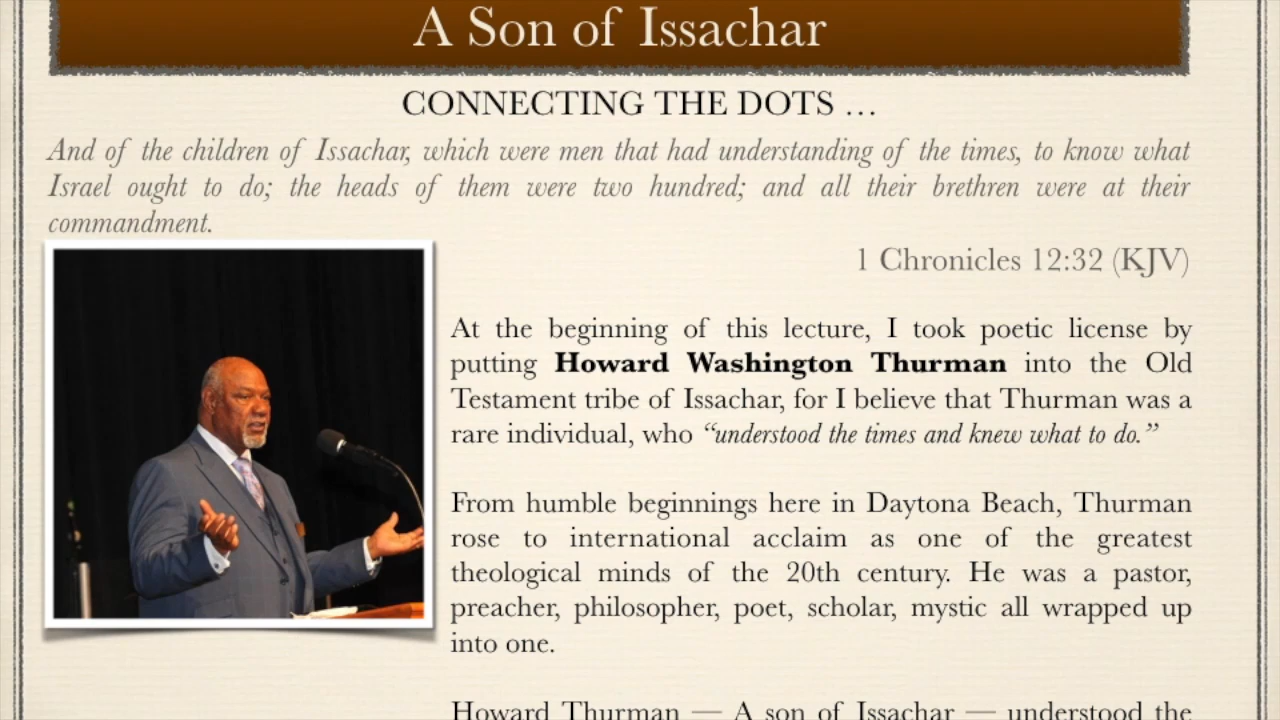 A Son of Issachar
CONNECTING THE DOTS …
And of the children of Issachar, which were men that had understanding of the times, to know what
Israel ought to do; the heads of them were two hundred; and all their brethren were at their
commandment.
1 Chronicles 12:32 (KJV)
At the beginning of this lecture, I took poetic license by
putting Howard Washington Thurman into the Old
Testament tribe of Issachar, for I believe that Thurman was a
rare individual, who “understood the times and knew what to do.”
From humble beginnings here in Daytona Beach, Thurman
rose to international acclaim as one of the greatest
theological minds of the 20th century. He was a pastor,
preacher, philosopher, poet, scholar, mystic all wrapped up
into one.
Howard Thurman — A son of Issachar — understood the